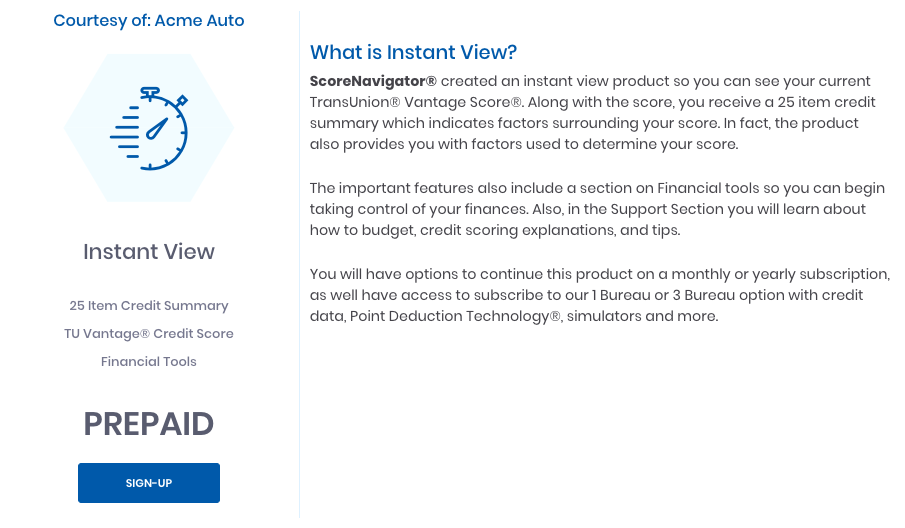 Courtesy of: Acme Auto
Instant View
25 Item Credit Summary
TU Vantage® Credit Score
Financial Tools
PREPAID
SIGN-UP
What is Instant View?
ScoreNavigator® created an instant view product so you can see your current
TransUnion® Vantage Score®. Along with the score, you receive a 25 item credit
summary which indicates factors surrounding your score. In fact, the product
also provides you with factors used to determine your score.
The important features also include a section on Financial tools so you can begin
taking control of your finances. Also, in the Support Section you will learn about
how to budget, credit scoring explanations, and tips.
You will have options to continue this product on a monthly or yearly subscription,
as well have access to subscribe to our 1 Bureau or 3 Bureau option with credit
data, Point Deduction Technology®, simulators and more.